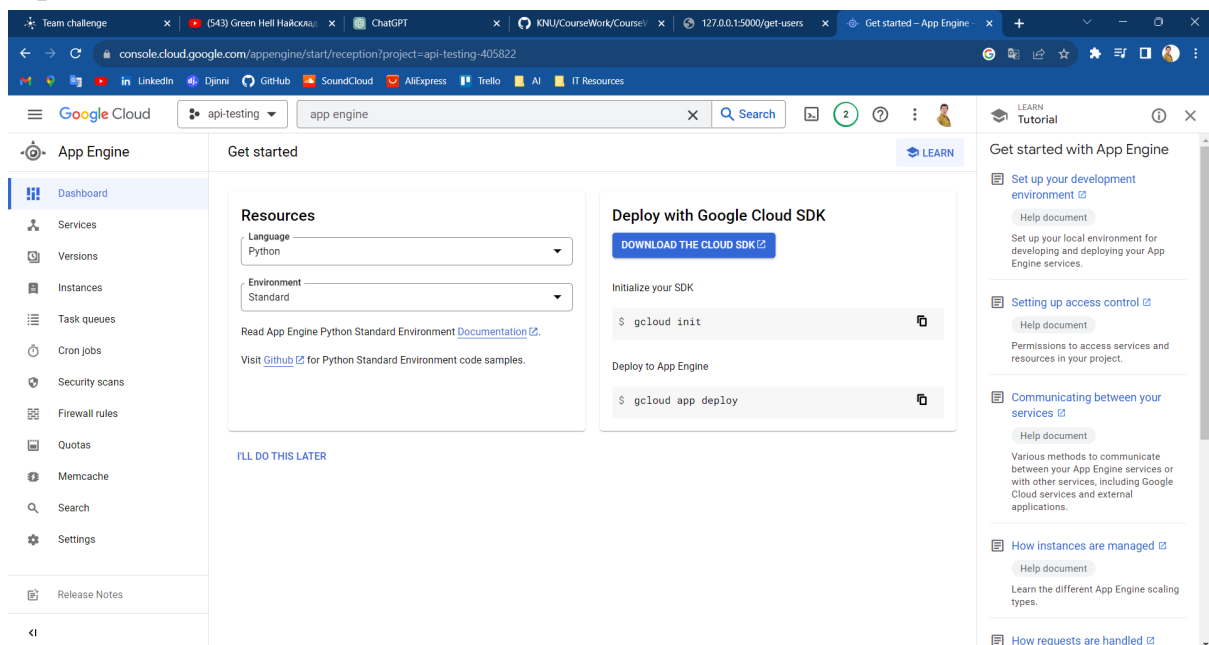 Team challenge
(543) Green Hell Найсклад
ChatGPT
KNU/CourseWork/CourseV
127.0.0.1:5000/get-users
Get started – App Engine –
console.cloud.google.com/appengine/start/reception?project=api-testing-405822
LinkedIn
Djinni
GitHub
SoundCloud
AliExpress
Trello
AI
IT Resources
Google Cloud
api-testing
app engine
Search
2
LEARN
Tutorial
App Engine
Get started
LEARN
Dashboard
Services
Versions
Instances
Task queues
Cron jobs
Security scans
Firewall rules
Quotas
Memcache
Search
Settings
Release Notes
Resources
Language
Python
Environment
Standard
Read App Engine Python Standard Environment Documentation.
Visit Github for Python Standard Environment code samples.
I'LL DO THIS LATER
Deploy with Google Cloud SDK
DOWNLOAD THE CLOUD SDK
Initialize your SDK
$ gcloud init
Deploy to App Engine
$ gcloud app deploy
Get started with App Engine
Set up your development
environment
Help document
Set up your local environment for
developing and deploying your App
Engine services.
Setting up access control
Help document
Permissions to access services and
resources in your project.
Communicating between your
services
Help document
Various methods to communicate
between your App Engine services or
with other services, including Google
Cloud services and external
applications.
How instances are managed
Help document
Learn the different App Engine scaling
types.
How requests are handled